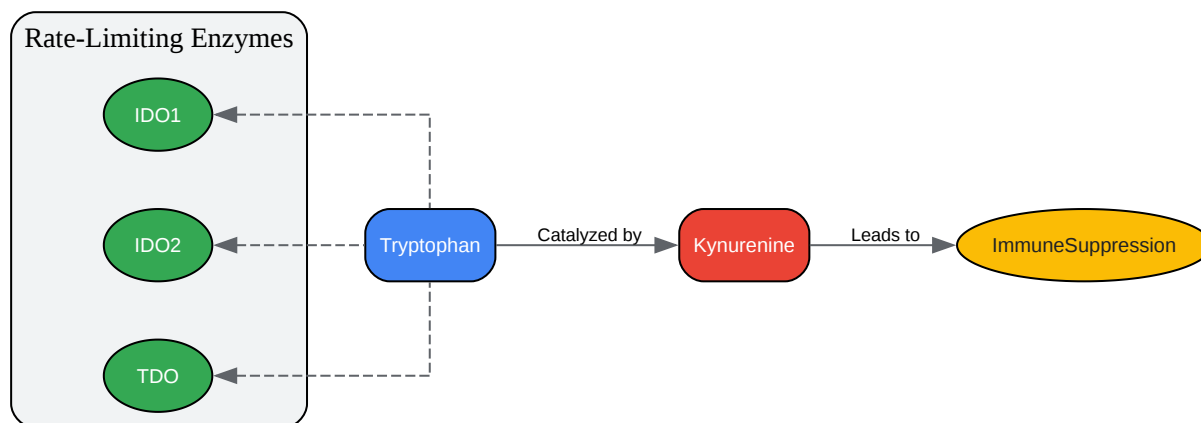 Rate-Limiting Enzymes
IDO1
IDO2
TDO
Tryptophan
Catalyzed by
Kynurenine
Leads to
ImmuneSuppression